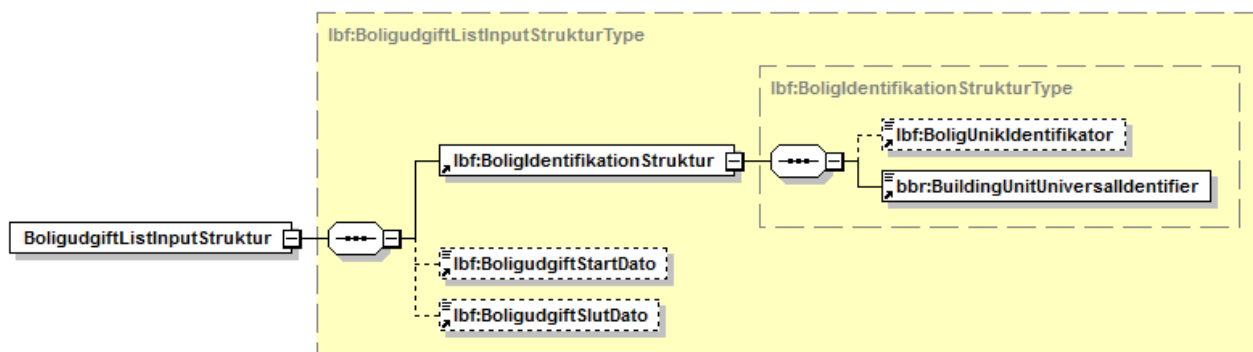 lbf:BoligudgiftListInputStrukturType
lbf:BoligIdentifikationStrukturType
lbf:BoligUnikIdentifikator
lbf:BoligIdentifikationStruktur
bbr:BuildingUnitUniversalIdentifier
BoligudgiftListInputStruktur
lbf:BoligudgiftStartDato
lbf:BoligudgiftSlutDato